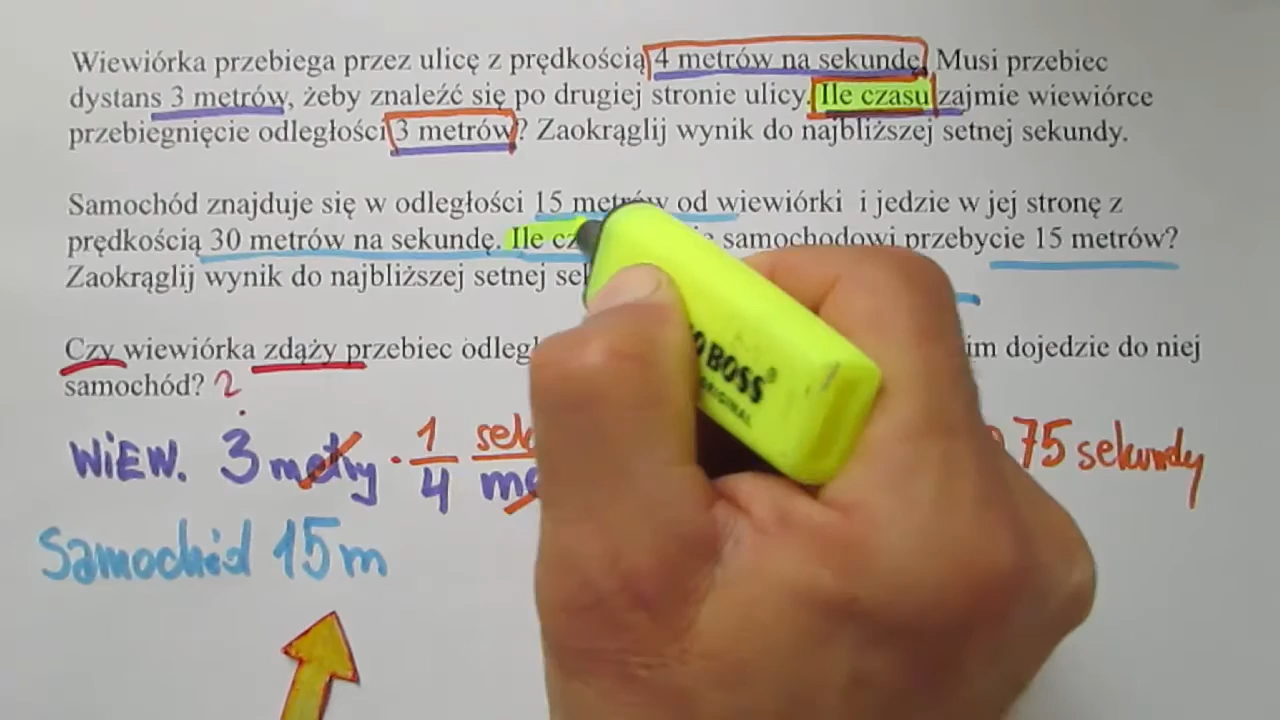 Wiewiórka przebiega przez ulicę z prędkością 4 metrów na sekundę. Musi przebiec
dystans 3 metrów, żeby znaleźć się po drugiej stronie ulicy. Ile czasu zajmie wiewiórce
przebiegnięcie odległości 3 metrów? Zaokrąglij wynik do najbliższej setnej sekundy.
Samochód znajduje się w odległości 15 metrów od wiewiórki i jedzie w jej stronę z
prędkością 30 metrów na sekundę. Ile cz samochodowi przebycie 15 metrów?
Zaokrąglij wynik do najbliższej setnej se
Czy wiewiórka zdąży przebiec odleg im dojedzie do niej
samochód? 2
WiEW. 3 metry · 1/4 sek 75 sekundy
Samochód 15 m
BOSS
ORIGINAL